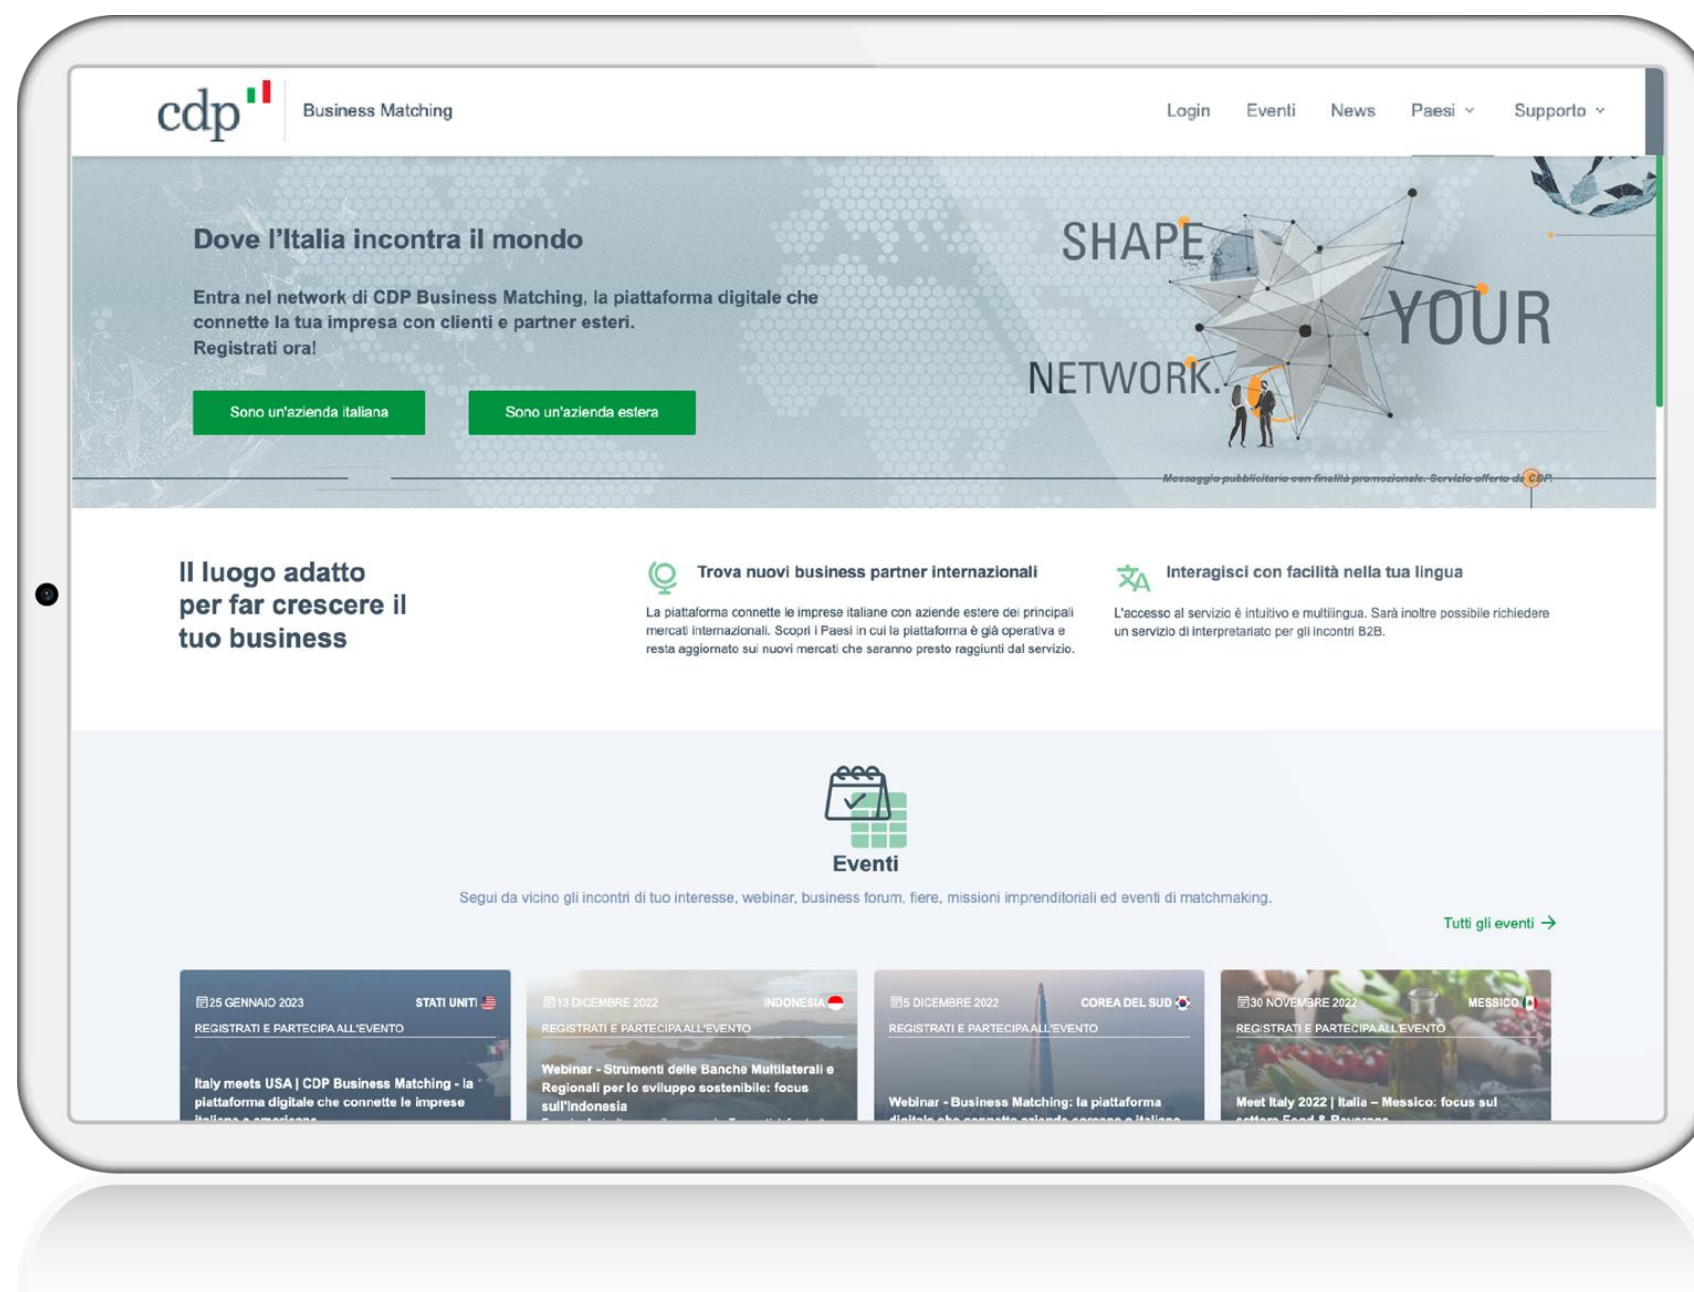 cdp
Business Matching
Login Eventi News Paesi Supporto
Dove l'Italia incontra il mondo
Entra nel network di CDP Business Matching, la piattaforma digitale che
connette la tua impresa con clienti e partner esteri.
Registrati ora!
Sono un'azienda italiana
Sono un'azienda estera
SHAPE
YOUR
NETWORK.
Messaggio pubblicitario con finalità promozionale. Servizio offerto da CDP.
Il luogo adatto
per far crescere il
tuo business
Trova nuovi business partner internazionali
La piattaforma connette le imprese italiane con aziende estere dei principali
mercati internazionali. Scopri i Paesi in cui la piattaforma è già operativa e
resta aggiornato sui nuovi mercati che saranno presto raggiunti dal servizio.
Interagisci con facilità nella tua lingua
L'accesso al servizio è intuitivo e multilingua. Sarà inoltre possibile richiedere
un servizio di interpretariato per gli incontri B2B.
Eventi
Segui da vicino gli incontri di tuo interesse, webinar, business forum, fiere, missioni imprenditoriali ed eventi di matchmaking.
Tutti gli eventi →
25 GENNAIO 2023 STATI UNITI
REGISTRATI E PARTECIPA ALL'EVENTO
Italy meets USA | CDP Business Matching - la
piattaforma digitale che connette le imprese
italiane e americane
13 DICEMBRE 2022 INDONESIA
REGISTRATI E PARTECIPA ALL'EVENTO
Webinar - Strumenti delle Banche Multilaterali e
Regionali per lo sviluppo sostenibile: focus
sull'Indonesia
5 DICEMBRE 2022 COREA DEL SUD
REGISTRATI E PARTECIPA ALL'EVENTO
Webinar - Business Matching: la piattaforma
digitale che connette aziende coreane e italiane
30 NOVEMBRE 2022 MESSICO
REGISTRATI E PARTECIPA ALL'EVENTO
Meet Italy 2022 | Italia – Messico: focus sul
settore Food & Beverage